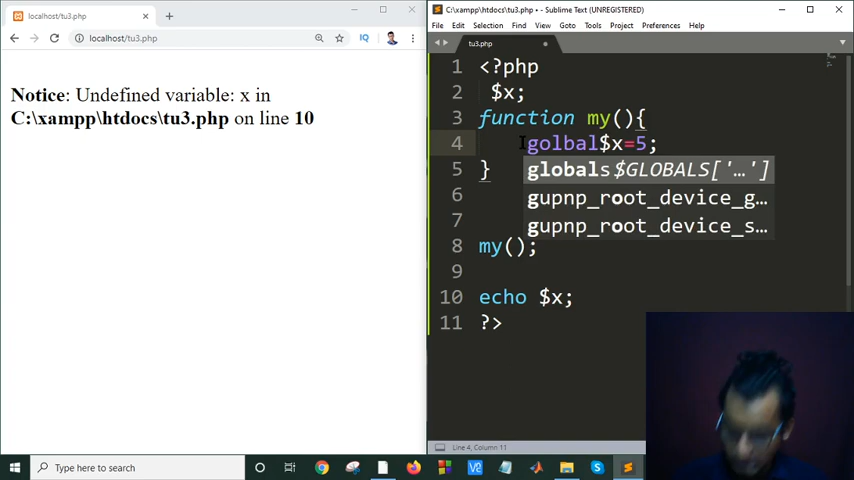 localhost/tu3.php
localhost/tu3.php
Notice: Undefined variable: x in
C:\xampp\htdocs\tu3.php on line 10
C:\xampp\htdocs\tu3.php • - Sublime Text (UNREGISTERED)
File Edit Selection Find View Goto Tools Project Preferences Help
tu3.php
1 <?php
2 $x;
3 function my(){
4 golbal$x=5;
5 }
globals $GLOBALS['…']
6
gupnp_root_device_g…
7
gupnp_root_device_s…
8 my();
9
10 echo $x;
11 ?>
Line 4, Column 11
Type here to search